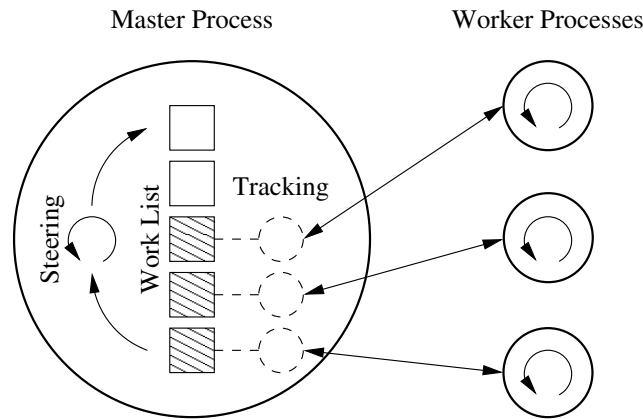 Master Process
Worker Processes
Steering
Work List
Tracking